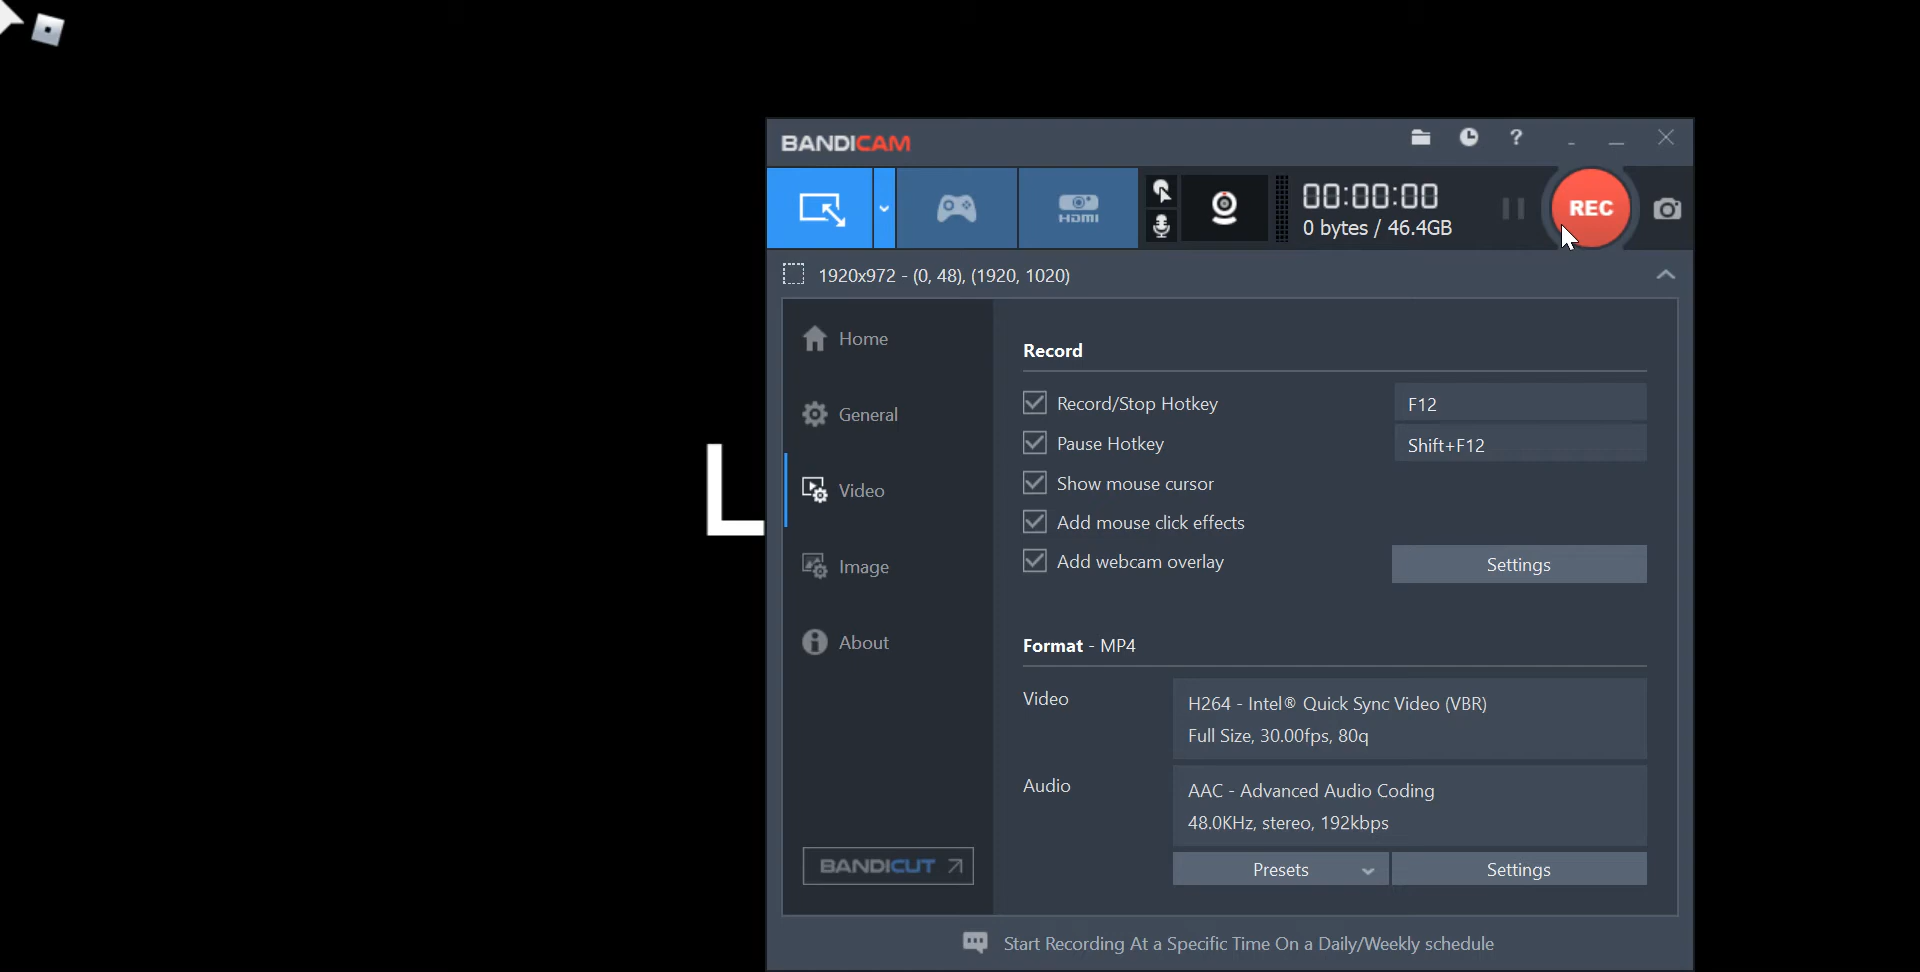 BANDICAM
?
HDMI
00:00:00
0 bytes / 46.4GB
REC
1920x972 - (0, 48), (1920, 1020)
Home
General
Video
Image
About
BANDICUT
Record
Record/Stop Hotkey
F12
Pause Hotkey
Shift+F12
Show mouse cursor
Add mouse click effects
Add webcam overlay
Settings
Format - MP4
Video
H264 - Intel® Quick Sync Video (VBR)
Full Size, 30.00fps, 80q
Audio
AAC - Advanced Audio Coding
48.0KHz, stereo, 192kbps
Presets
Settings
Start Recording At a Specific Time On a Daily/Weekly schedule
L